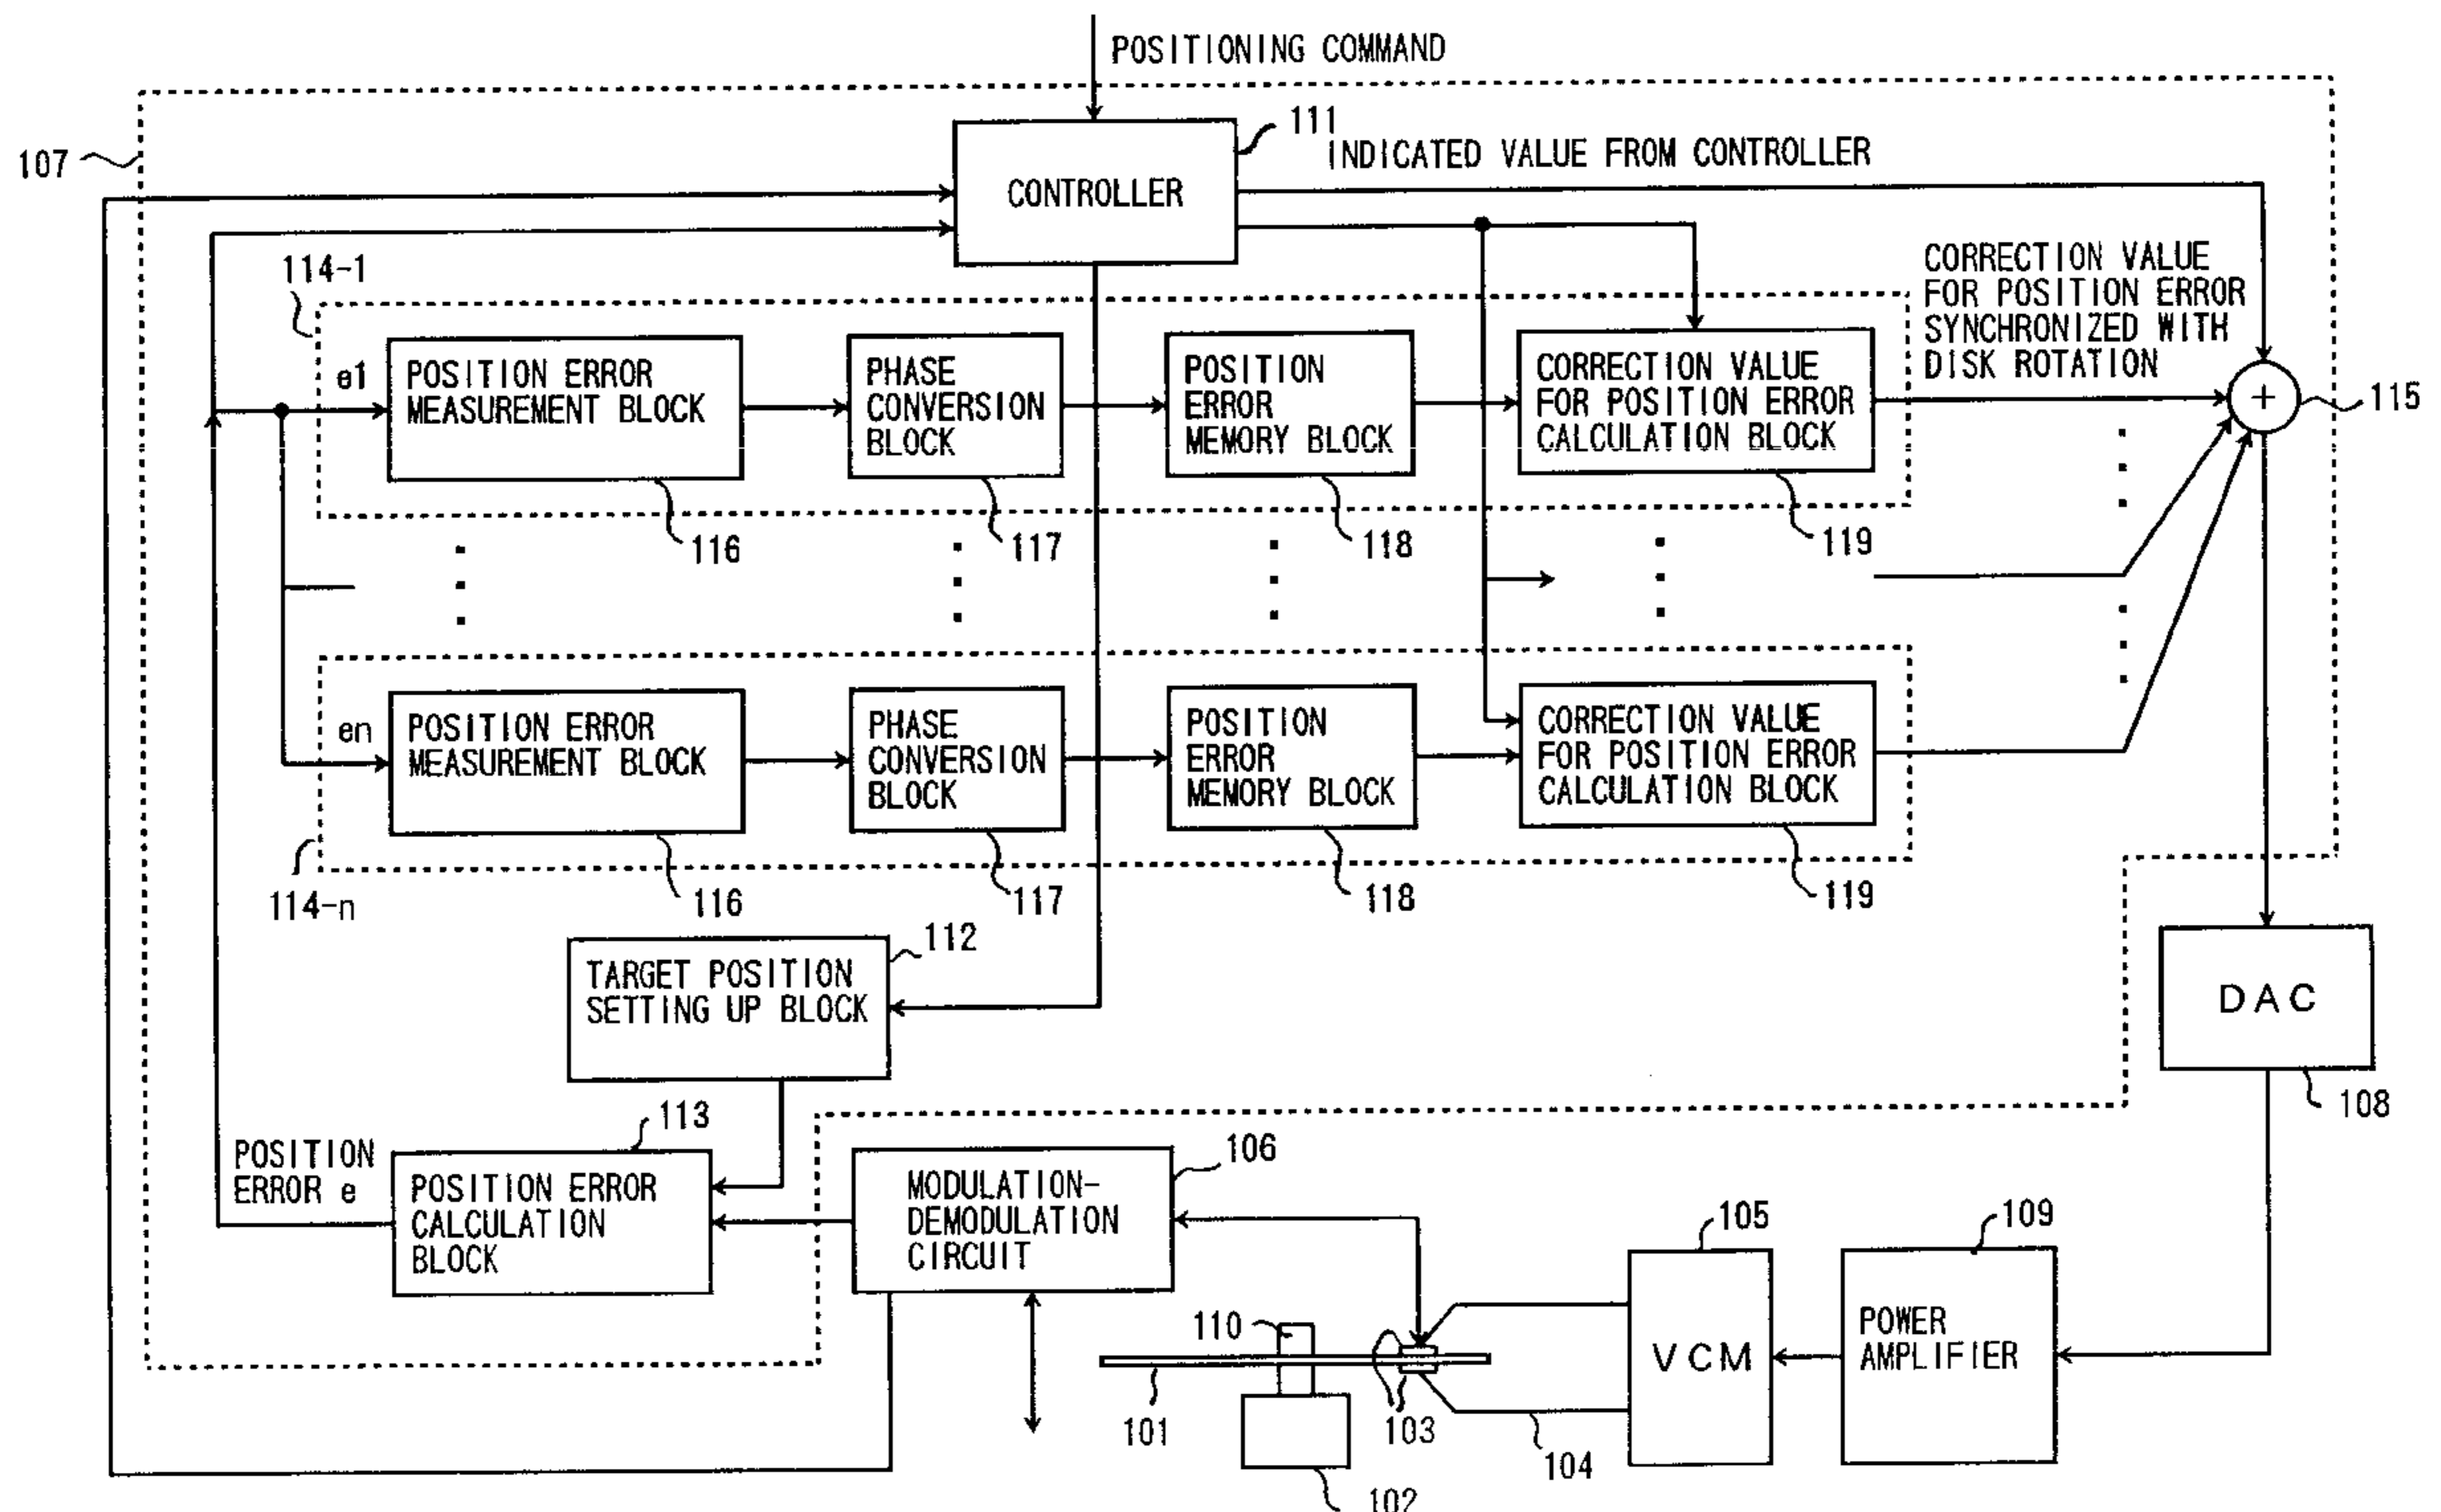 POSITIONING COMMAND
107
111
INDICATED VALUE FROM CONTROLLER
CONTROLLER
114-1
CORRECTION VALUE
FOR POSITION ERROR
SYNCHRONIZED WITH
DISK ROTATION
e1
POSITION ERROR
MEASUREMENT BLOCK
PHASE
CONVERSION
BLOCK
POSITION
ERROR
MEMORY BLOCK
CORRECTION VALUE
FOR POSITION ERROR
CALCULATION BLOCK
+
115
116
117
118
119
en
POSITION ERROR
MEASUREMENT BLOCK
PHASE
CONVERSION
BLOCK
POSITION
ERROR
MEMORY BLOCK
CORRECTION VALUE
FOR POSITION ERROR
CALCULATION BLOCK
114-n
116
117
118
119
112
TARGET POSITION
SETTING UP BLOCK
DAC
108
113
POSITION
ERROR e
POSITION ERROR
CALCULATION
BLOCK
106
MODULATION-
DEMODULATION
CIRCUIT
105
109
110
VCM
POWER
AMPLIFIER
101
103
104
102